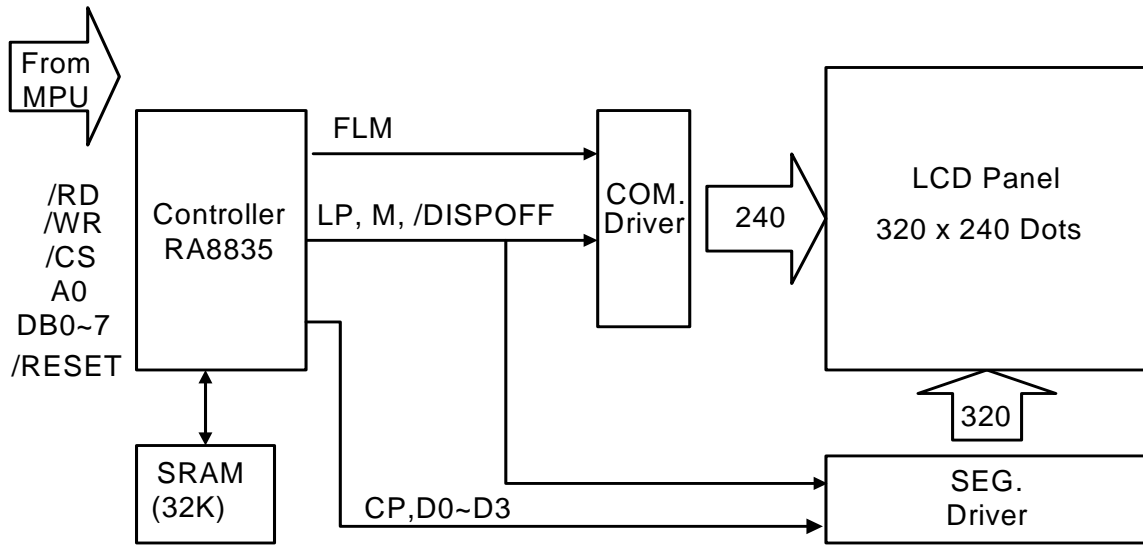 From
MPU
/RD
/WR
/CS
A0
DB0~7
/RESET
Controller
RA8835
SRAM
(32K)
FLM
LP, M, /DISPOFF
CP,D0~D3
COM.
Driver
240
LCD Panel
320 x 240 Dots
320
SEG.
Driver